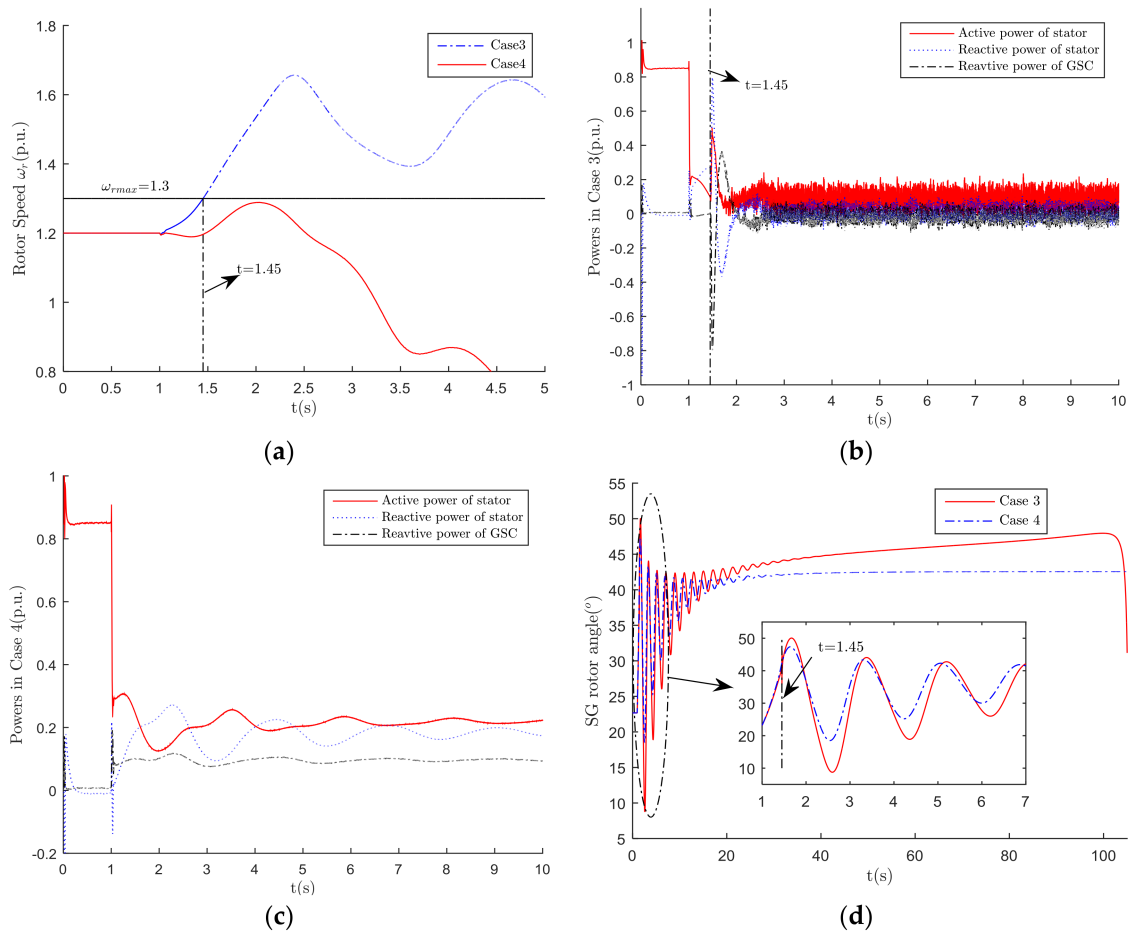 1.8
1.6
1.4
1.2
1
0.8
Rotor Speed ωr(p.u.)
Case3
Case4
ωrmax=1.3
t=1.45
0 0.5 1 1.5 2 2.5 3 3.5 4 4.5 5
t(s)
(a)
1
0.8
0.6
0.4
0.2
0
-0.2
-0.4
-0.6
-0.8
-1
Powers in Case 3(p.u.)
Active power of stator
Reactive power of stator
Reavtive power of GSC
t=1.45
0 1 2 3 4 5 6 7 8 9 10
t(s)
(b)
1
0.8
0.6
0.4
0.2
0
-0.2
Powers in Case 4(p.u.)
Active power of stator
Reactive power of stator
Reavtive power of GSC
0 1 2 3 4 5 6 7 8 9 10
t(s)
(c)
55
50
45
40
35
30
25
20
15
10
5
SG rotor angle(°)
Case 3
Case 4
50
40
30
20
10
t=1.45
1 2 3 4 5 6 7
0 20 40 60 80 100
t(s)
(d)